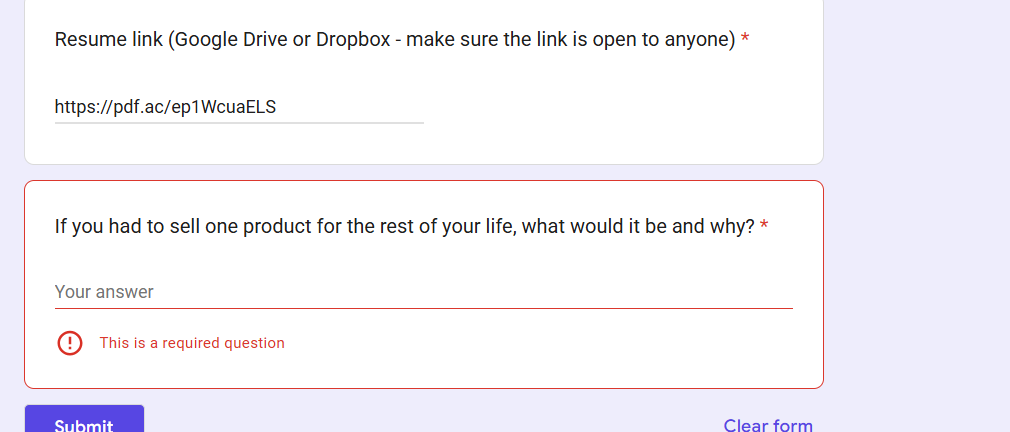 Resume link (Google Drive or Dropbox - make sure the link is open to anyone) *
https://pdf.ac/ep1WcuaELS
If you had to sell one product for the rest of your life, what would it be and why? *
Your answer
This is a required question
Submit
Clear form